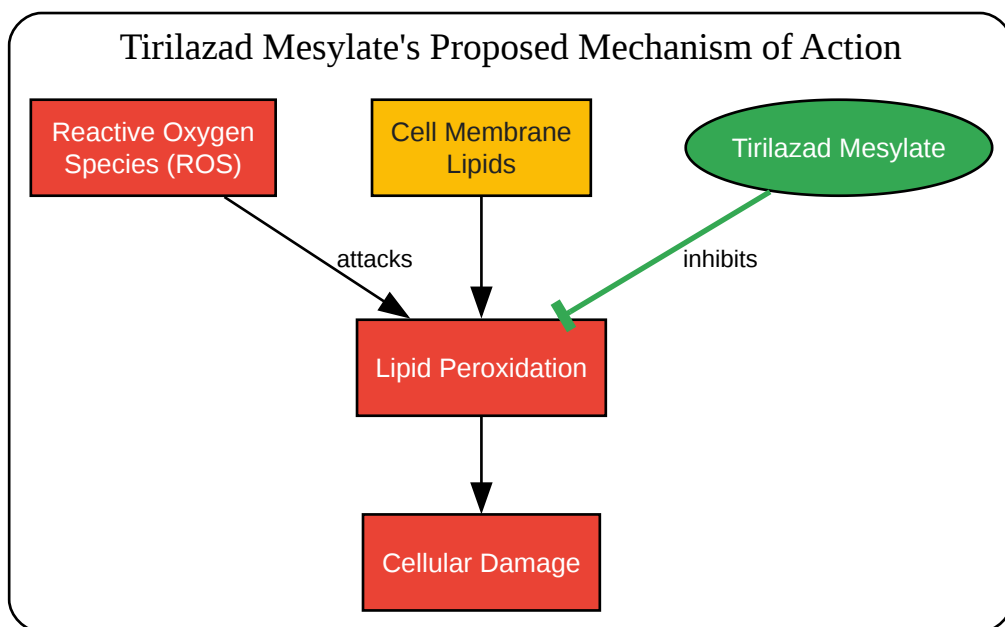 Tirilazad Mesylate's Proposed Mechanism of Action
Reactive Oxygen
Species (ROS)
Cell Membrane
Lipids
Tirilazad Mesylate
attacks
inhibits
Lipid Peroxidation
Cellular Damage